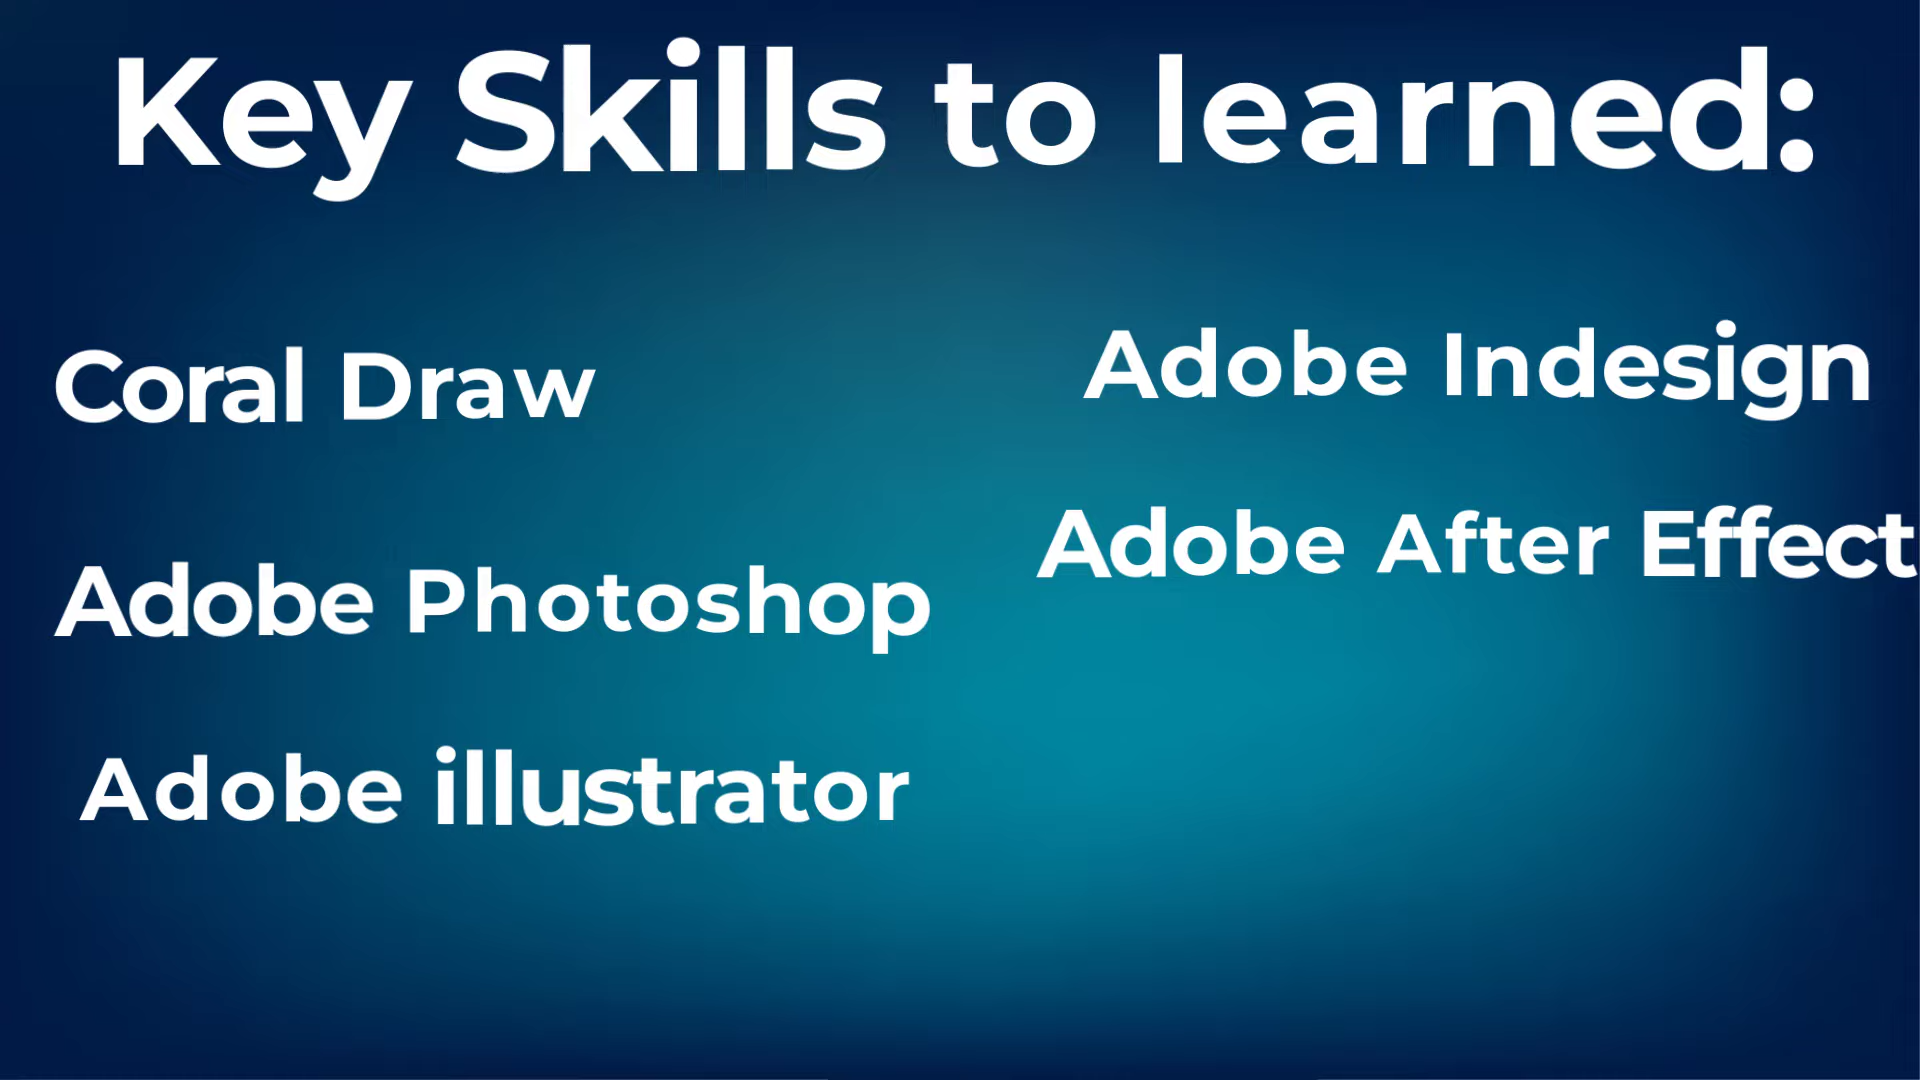 Key Skills to learned:
Coral Draw
Adobe Photoshop
Adobe illustrator
Adobe Indesign
Adobe After Effect